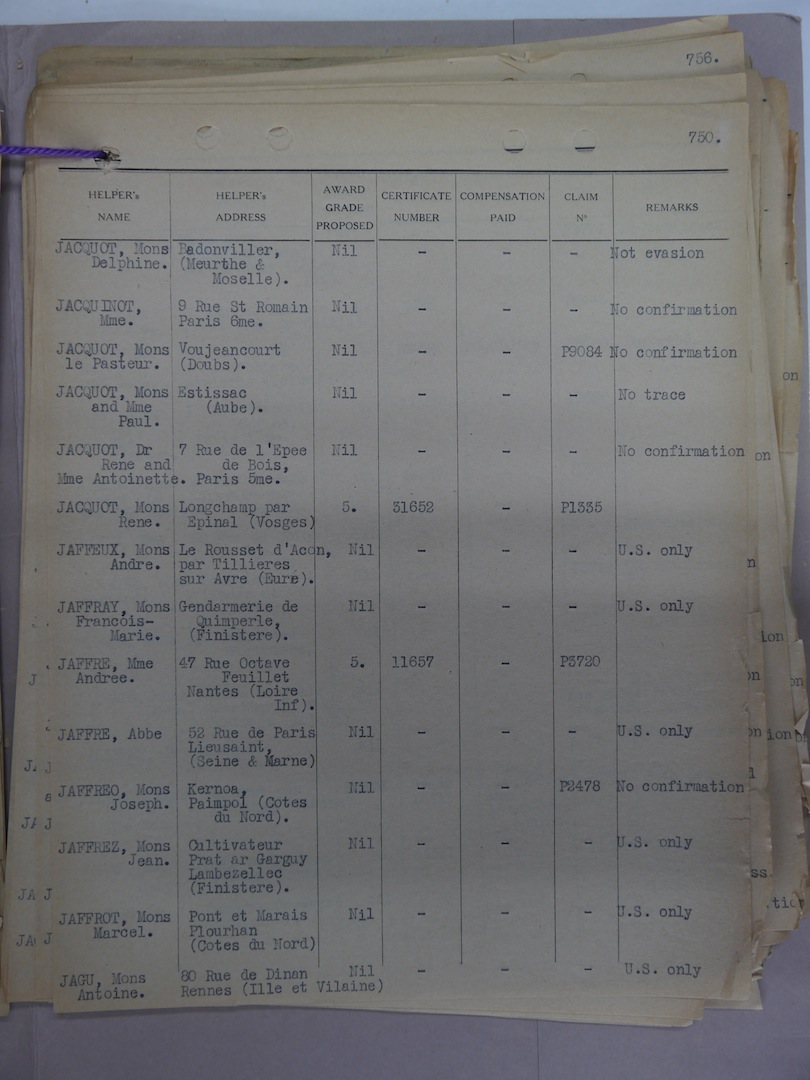 756.
750.
HELPER's NAME HELPER's ADDRESS AWARD GRADE PROPOSED CERTIFICATE NUMBER COMPENSATION PAID CLAIM No REMARKS
JACQUOT, Mons Badonviller, Nil - - - Not evasion
Delphine. (Meurthe &
Moselle).
JACQUINOT, 9 Rue St Romain Nil - - - No confirmation
Mme. Paris 6me.
JACQUOT, Mons Voujeancourt Nil - - P9084 No confirmation
le Pasteur. (Doubs).
JACQUOT, Mons Estissac Nil - - - No trace
and Mme (Aube).
Paul.
JACQUOT, Dr 7 Rue de l'Epee Nil - - - No confirmation
Rene and de Bois,
Mme Antoinette. Paris 5me.
JACQUOT, Mons Longchamp par 5. 31652 - P1335
Rene. Epinal (Vosges)
JAFFEUX, Mons Le Rousset d'Acon, Nil - - - U.S. only
Andre. par Tillieres
sur Avre (Eure).
JAFFRAY, Mons Gendarmerie de Nil - - - U.S. only
Francois- Quimperle,
Marie. (Finistere).
JAFFRE, Mme 47 Rue Octave 5. 11657 - P3720
Andree. Feuillet
Nantes (Loire
Inf).
JAFFRE, Abbe 52 Rue de Paris Nil - - - U.S. only
Lieusaint,
(Seine & Marne)
JAFFREO, Mons Kernoa, Nil - - P2478 No confirmation
Joseph. Paimpol (Cotes
du Nord).
JAFFREZ, Mons Cultivateur Nil - - - U.S. only
Jean. Prat ar Garguy
Lambezellec
(Finistere).
JAFFROT, Mons Pont et Marais Nil - - - U.S. only
Marcel. Plourhan
(Cotes du Nord)
JAGU, Mons 80 Rue de Dinan Nil - - - U.S. only
Antoine. Rennes (Ille et Vilaine)